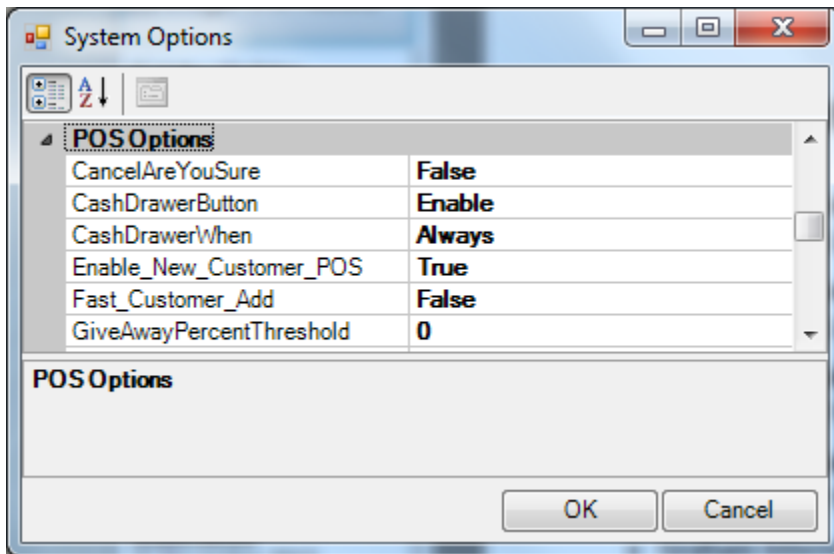 System Options
A
Z
POS Options
CancelAreYouSure False
CashDrawerButton Enable
CashDrawerWhen Always
Enable_New_Customer_POS True
Fast_Customer_Add False
GiveAwayPercentThreshold 0
POS Options
OK Cancel